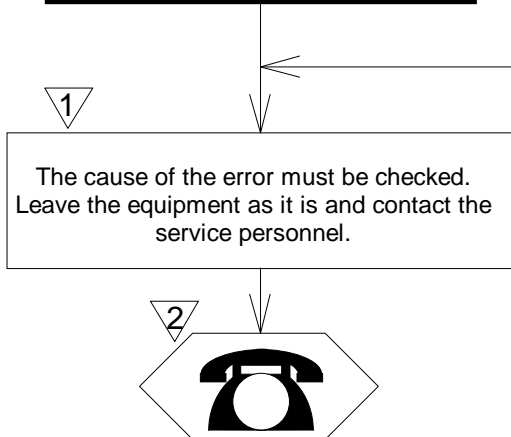 1
The cause of the error must be checked.
Leave the equipment as it is and contact the
service personnel.
2